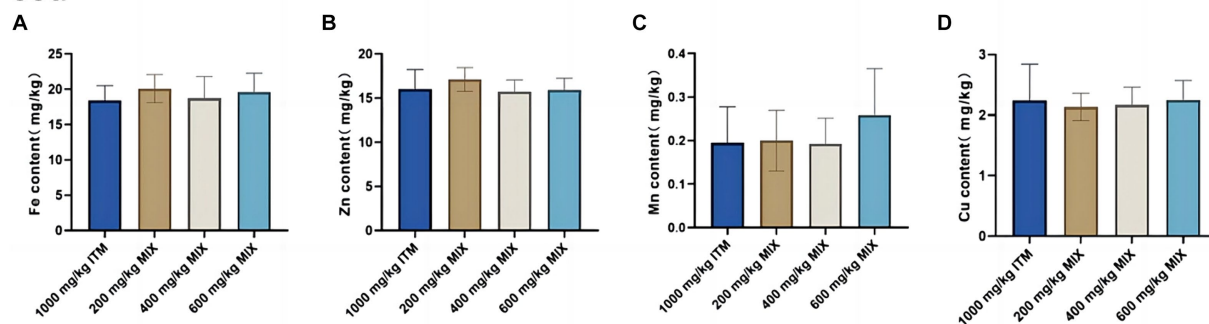 A
B
C
D
Fe content( mg/kg)
25
20
15
10
5
0
1000 mg/kg ITM
200 mg/kg MIX
400 mg/kg MIX
600 mg/kg MIX
Zn content( mg/kg)
20
15
10
5
0
1000 mg/kg ITM
200 mg/kg MIX
400 mg/kg MIX
600 mg/kg MIX
Mn content( mg/kg)
0.4
0.3
0.2
0.1
0.0
1000 mg/kg ITM
200 mg/kg MIX
400 mg/kg MIX
600 mg/kg MIX
Cu content( mg/kg)
3
2
1
0
1000 mg/kg ITM
200 mg/kg MIX
400 mg/kg MIX
600 mg/kg MIX